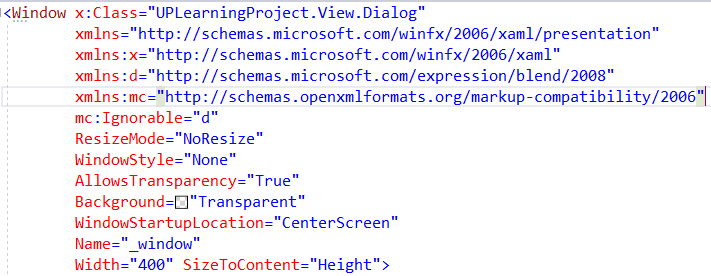 <Window x:Class="UPLearningProject.View.Dialog"
xmlns="http://schemas.microsoft.com/winfx/2006/xaml/presentation"
xmlns:x="http://schemas.microsoft.com/winfx/2006/xaml"
xmlns:d="http://schemas.microsoft.com/expression/blend/2008"
xmlns:mc="http://schemas.openxmlformats.org/markup-compatibility/2006"
mc:Ignorable="d"
ResizeMode="NoResize"
WindowStyle="None"
AllowsTransparency="True"
Background="Transparent"
WindowStartupLocation="CenterScreen"
Name="_window"
Width="400" SizeToContent="Height">